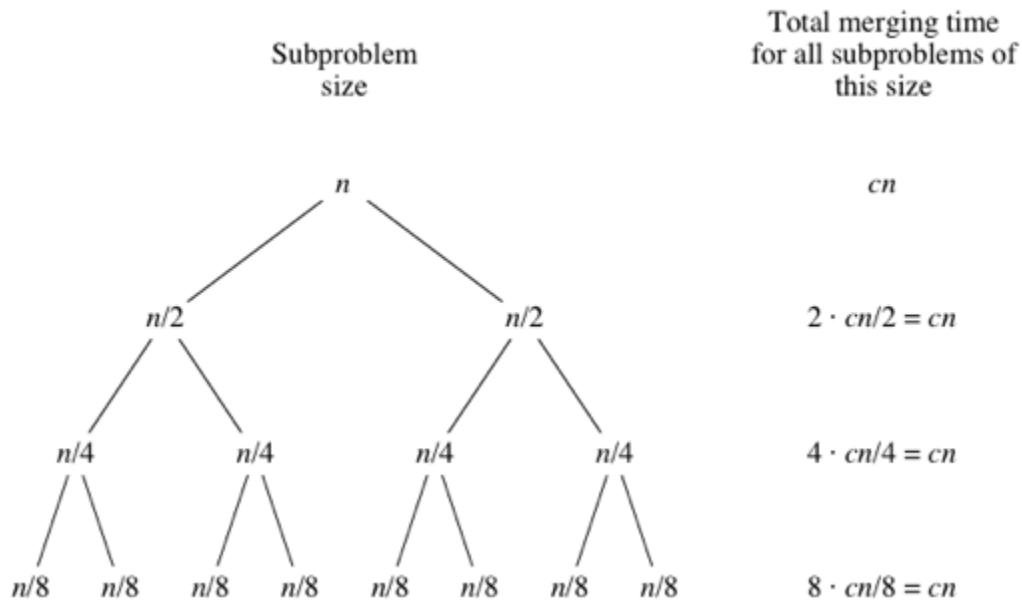 Subproblem
size
Total merging time
for all subproblems of
this size
n
cn
n/2 n/2
2 · cn/2 = cn
n/4 n/4 n/4 n/4
4 · cn/4 = cn
n/8 n/8 n/8 n/8 n/8 n/8 n/8 n/8
8 · cn/8 = cn